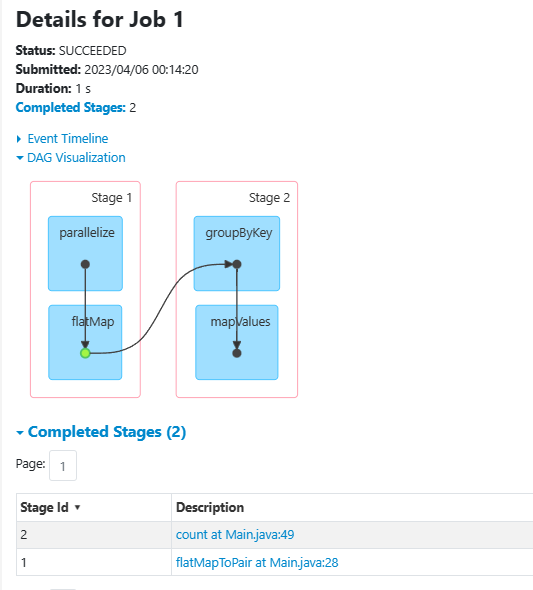 Details for Job 1
Status: SUCCEEDED
Submitted: 2023/04/06 00:14:20
Duration: 1 s
Completed Stages: 2
Event Timeline
DAG Visualization
Stage 1
Stage 2
parallelize
groupByKey
flatMap
mapValues
Completed Stages (2)
Page: 1
Stage Id ▾ Description
2 count at Main.java:49
1 flatMapToPair at Main.java:28